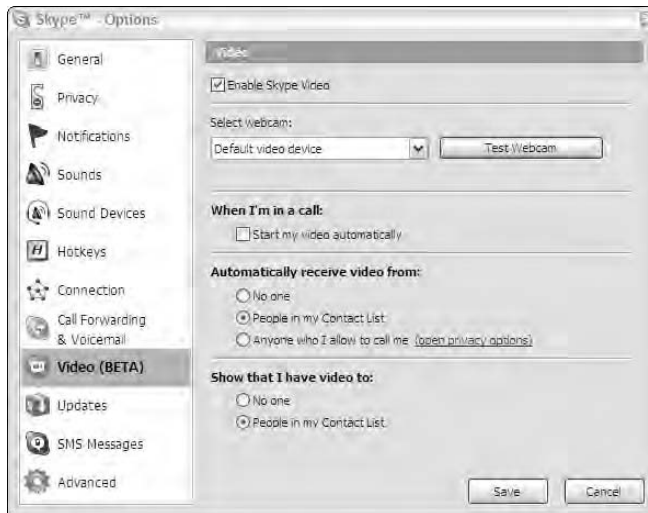 Skype™ - Options
General
Privacy
Notifications
Sounds
Sound Devices
Hotkeys
Connection
Call Forwarding
& Voicemail
Video (BETA)
Updates
SMS Messages
Advanced
Video
Enable Skype Video
Select webcam:
Default video device
Test Webcam
When I'm in a call:
Start my video automatically
Automatically receive video from:
No one
People in my Contact List
Anyone who I allow to call me (open privacy options)
Show that I have video to:
No one
People in my Contact List
Save
Cancel